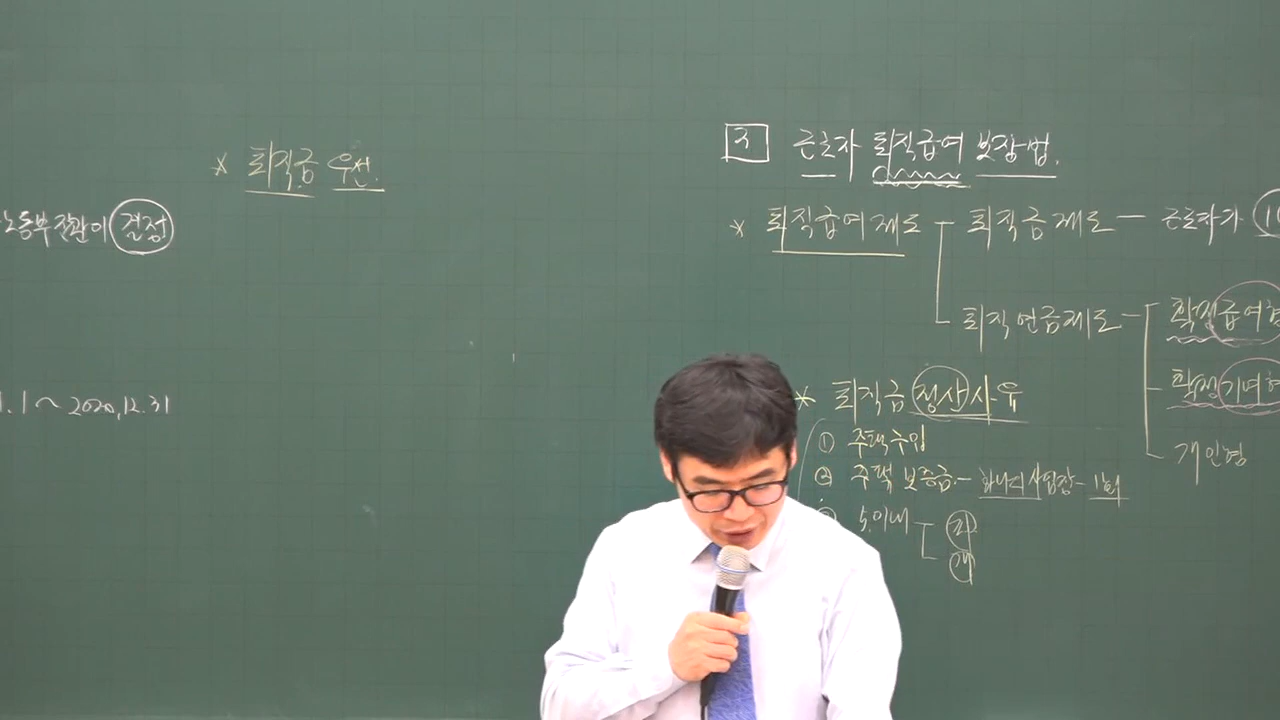 * 퇴직금 우선.
노동부장관이 결정
1.1 ~ 2020.12.31
근로자 퇴직급여 보장법.
* 퇴직급여제도 - 퇴직금제도 - 근로자가
퇴직연금제도 - 확정급여형
확정기여형
개인형
* 퇴직금 정산사유
① 주택구입
② 주택 보증금 - 하나의 사업장 - 1회
5년이내